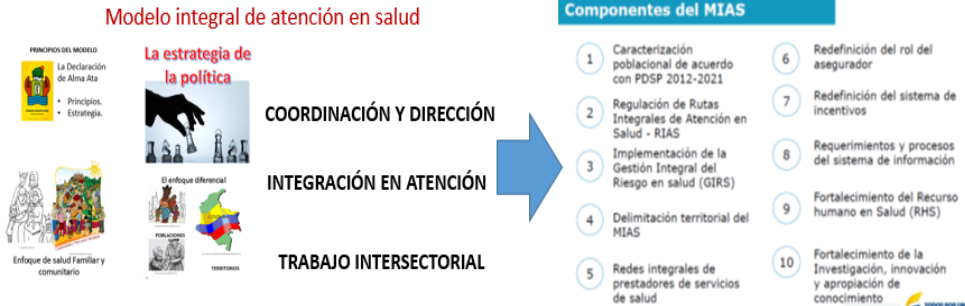 Modelo integral de atención en salud
PRINCIPIOS DEL MODELO
La Declaración
de Alma Ata
• Principios.
• Estrategia.
La estrategia de
la política
El enfoque diferencial
POBLACIONES
TERRITORIOS
Enfoque de salud Familiar y
comunitario
COORDINACIÓN Y DIRECCIÓN
INTEGRACIÓN EN ATENCIÓN
TRABAJO INTERSECTORIAL
Componentes del MIAS
1
Caracterización
poblacional de acuerdo
con PDSP 2012-2021
2
Regulación de Rutas
Integrales de Atención en
Salud - RIAS
3
Implementación de la
Gestión Integral del
Riesgo en salud (GIRS)
4
Delimitación territorial del
MIAS
5
Redes integrales de
prestadores de servicios
de salud
6
Redefinición del rol del
asegurador
7
Redefinición del sistema de
incentivos
8
Requerimientos y procesos
del sistema de información
9
Fortalecimiento del Recurso
humano en Salud (RHS)
10
Fortalecimiento de la
Investigación, innovación
y apropiación de
conocimiento